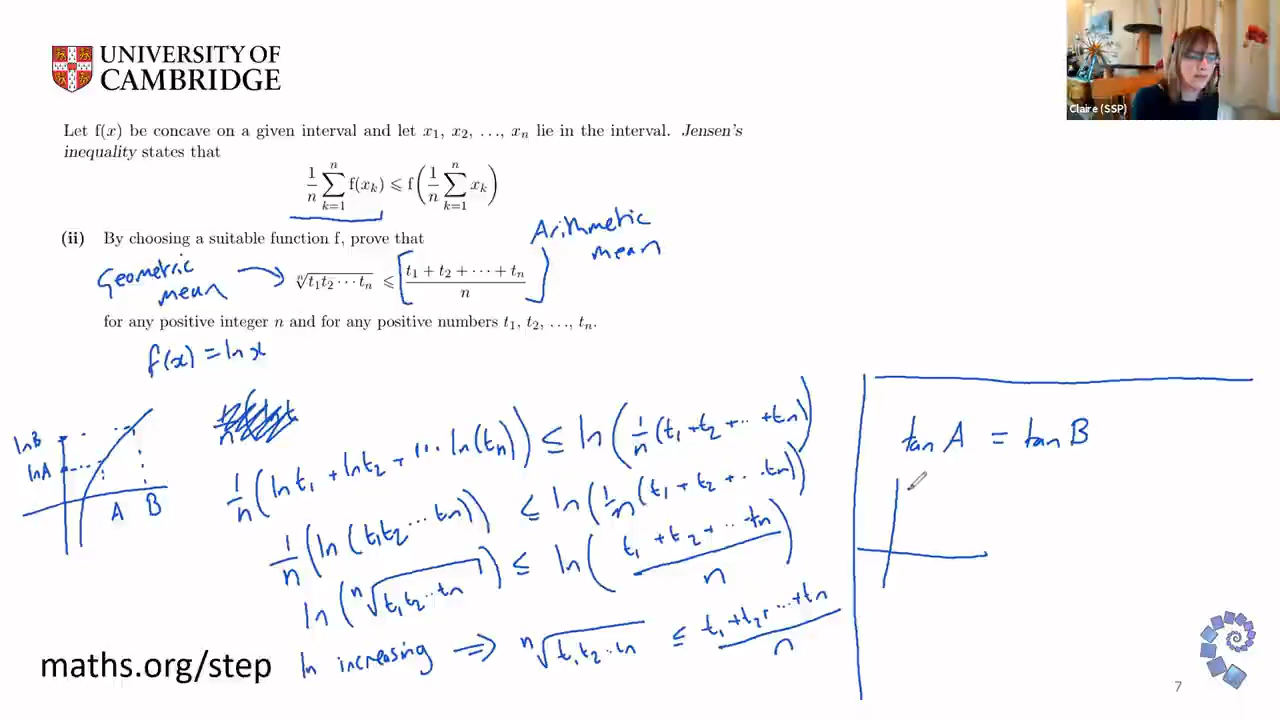 UNIVERSITY OF
CAMBRIDGE
Claire (SSP)
Let f(x) be concave on a given interval and let x₁, x₂, ..., xₙ lie in the interval. Jensen's
inequality states that
1/n ∑ₖ₌₁ⁿ f(xₖ) ⩽ f(1/n ∑ₖ₌₁ⁿ xₖ)
(ii) By choosing a suitable function f, prove that
Arithmetic
mean
Geometric
mean
ⁿ√(t₁t₂···tₙ) ⩽ [(t₁ + t₂ + ··· + tₙ)/n]
for any positive integer n and for any positive numbers t₁, t₂, ..., tₙ.
f(x) = ln x
lnB
lnA
A B
1/n (ln t₁ + ln t₂ + ... ln(tₙ)) ≤ ln(1/n (t₁ + t₂ + ... + tₙ))
1/n (ln (t₁t₂ ... tₙ)) ≤ ln(1/n (t₁ + t₂ + ... tₙ))
ln (ⁿ√(t₁t₂..tₙ)) ≤ ln((t₁ + t₂ + ... tₙ)/n)
ln increasing ⟹ ⁿ√(t₁t₂..tₙ) ≤ (t₁ + t₂ + ... + tₙ)/n
tan A = tan B
maths.org/step
7